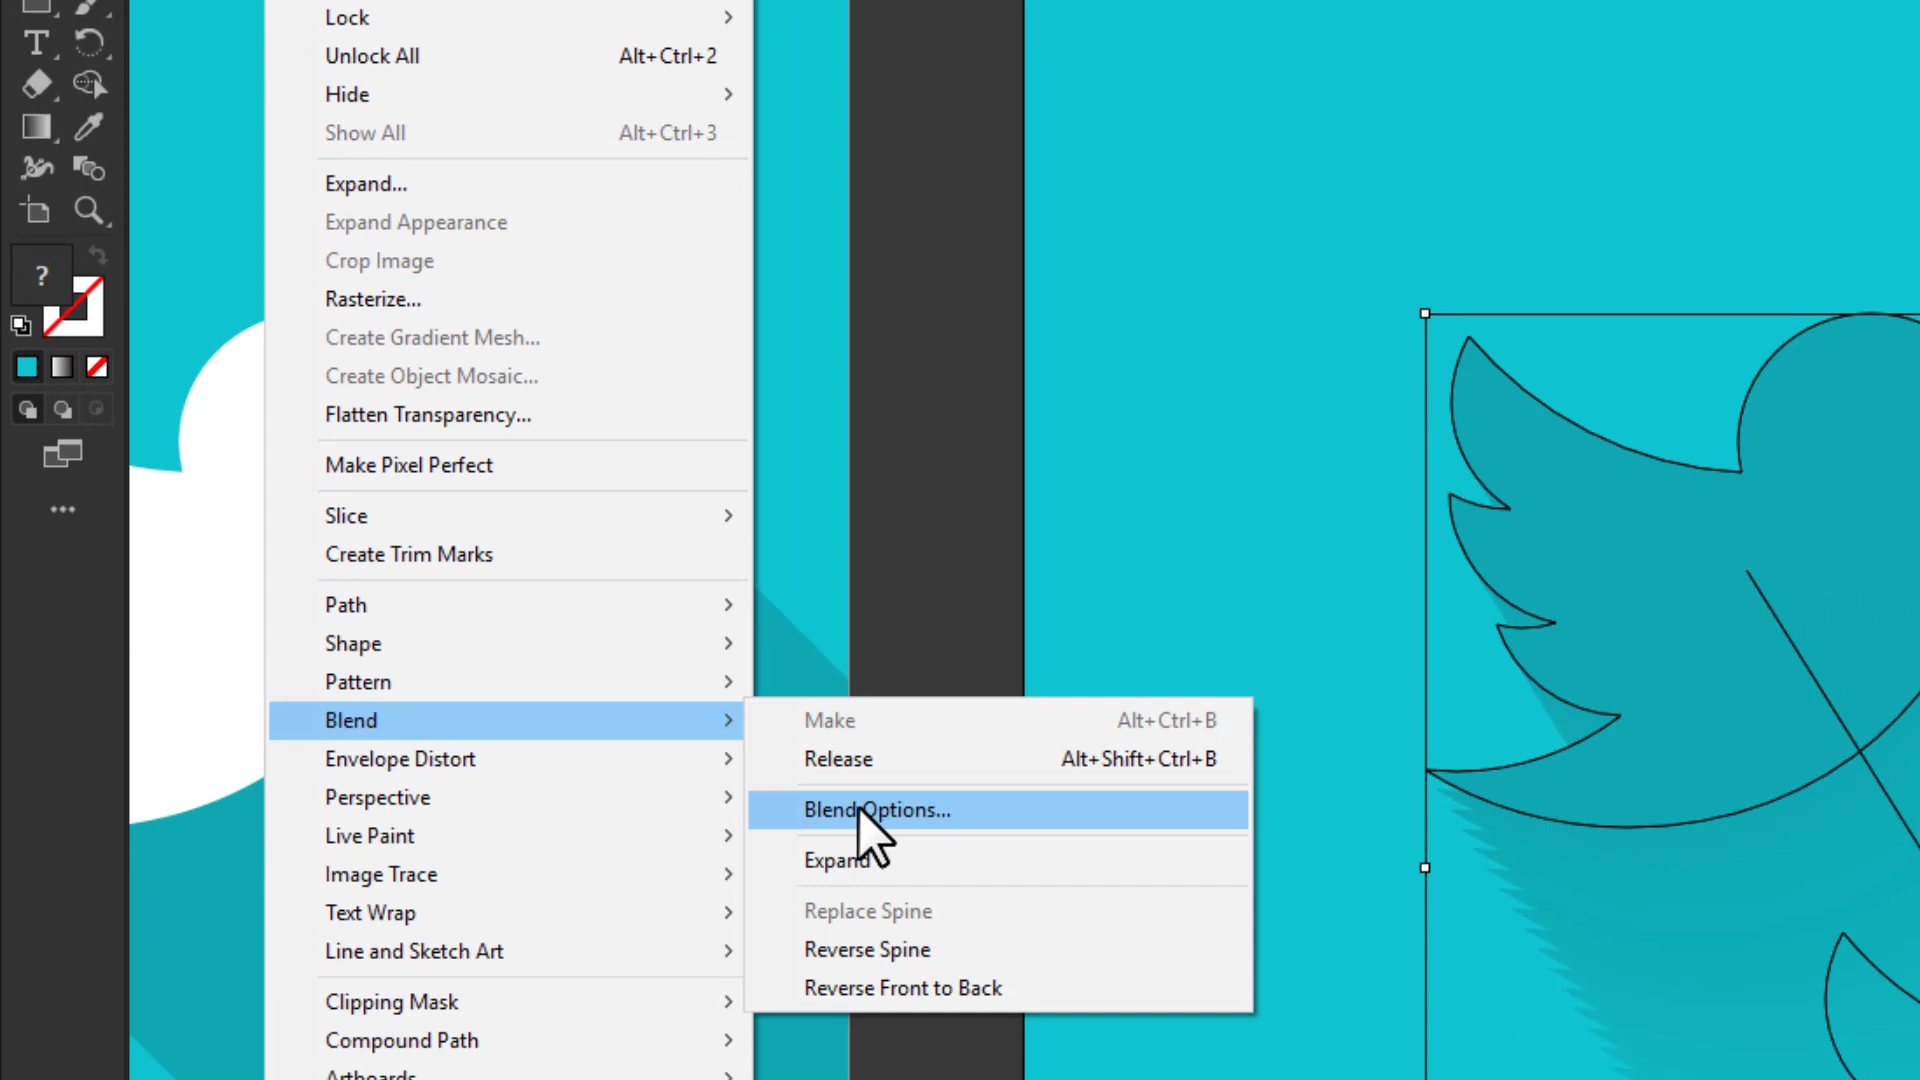 Lock
Unlock All Alt+Ctrl+2
Hide
Show All Alt+Ctrl+3
Expand...
Expand Appearance
Crop Image
Rasterize...
Create Gradient Mesh...
Create Object Mosaic...
Flatten Transparency...
Make Pixel Perfect
Slice
Create Trim Marks
Path
Shape
Pattern
Blend
Envelope Distort
Perspective
Live Paint
Image Trace
Text Wrap
Line and Sketch Art
Clipping Mask
Compound Path
Artboards
Make Alt+Ctrl+B
Release Alt+Shift+Ctrl+B
Blend Options...
Expand
Replace Spine
Reverse Spine
Reverse Front to Back
T
?